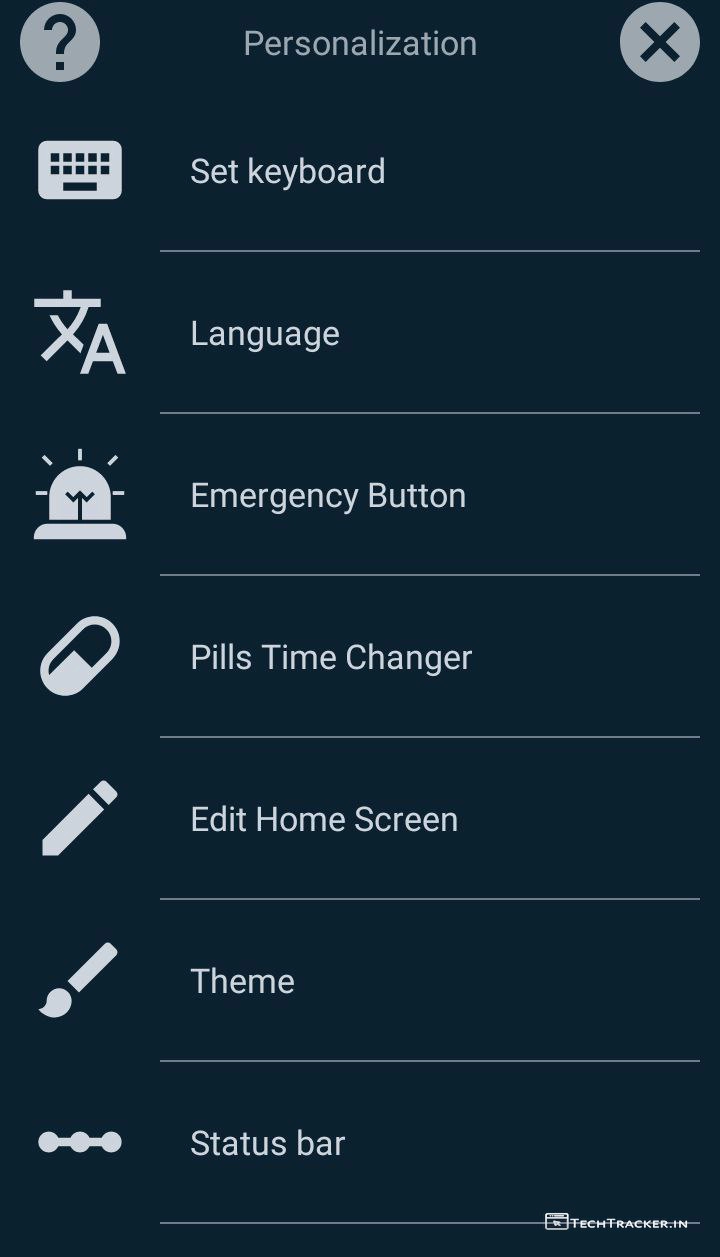 Personalization
Set keyboard
Language
Emergency Button
Pills Time Changer
Edit Home Screen
Theme
Status bar
TECHTRACKER.IN